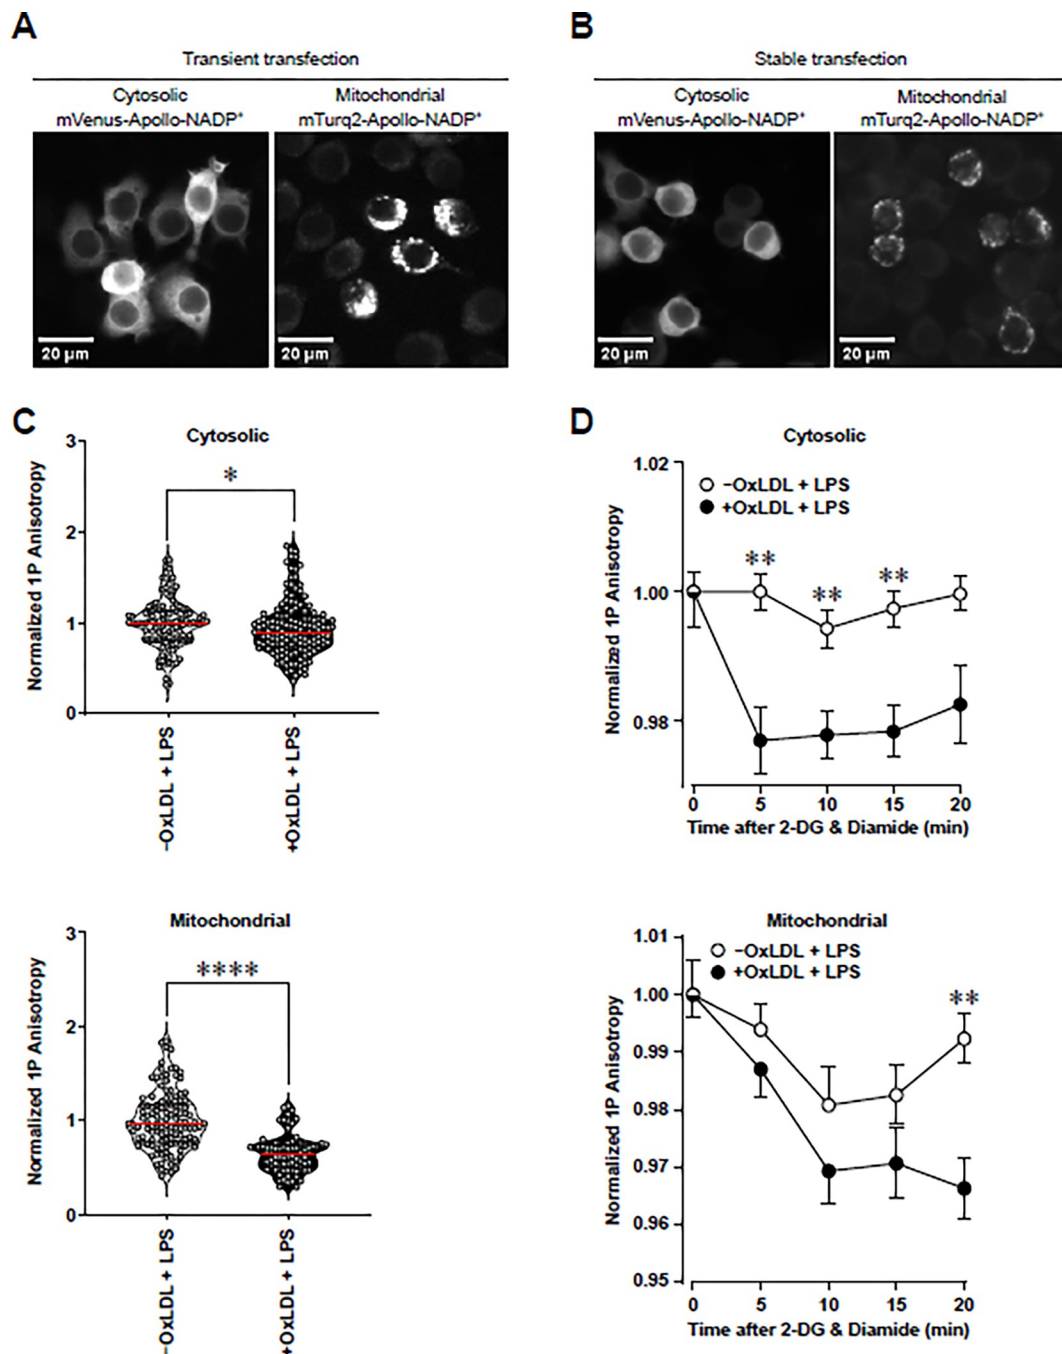 A
Transient transfection
Cytosolic
mVenus-Apollo-NADP⁺
Mitochondrial
mTurq2-Apollo-NADP⁺
20 µm
20 µm
B
Stable transfection
Cytosolic
mVenus-Apollo-NADP⁺
Mitochondrial
mTurq2-Apollo-NADP⁺
20 µm
20 µm
C
Cytosolic
Normalized 1P Anisotropy
3
2
1
0
*
−OxLDL + LPS
+OxLDL + LPS
Mitochondrial
Normalized 1P Anisotropy
3
2
1
0
****
−OxLDL + LPS
+OxLDL + LPS
D
Cytosolic
Normalized 1P Anisotropy
1.02
1.00
0.98
−OxLDL + LPS
+OxLDL + LPS
**
**
**
0 5 10 15 20
Time after 2-DG & Diamide (min)
Mitochondrial
Normalized 1P Anisotropy
1.01
1.00
0.99
0.98
0.97
0.96
0.95
−OxLDL + LPS
+OxLDL + LPS
**
0 5 10 15 20
Time after 2-DG & Diamide (min)